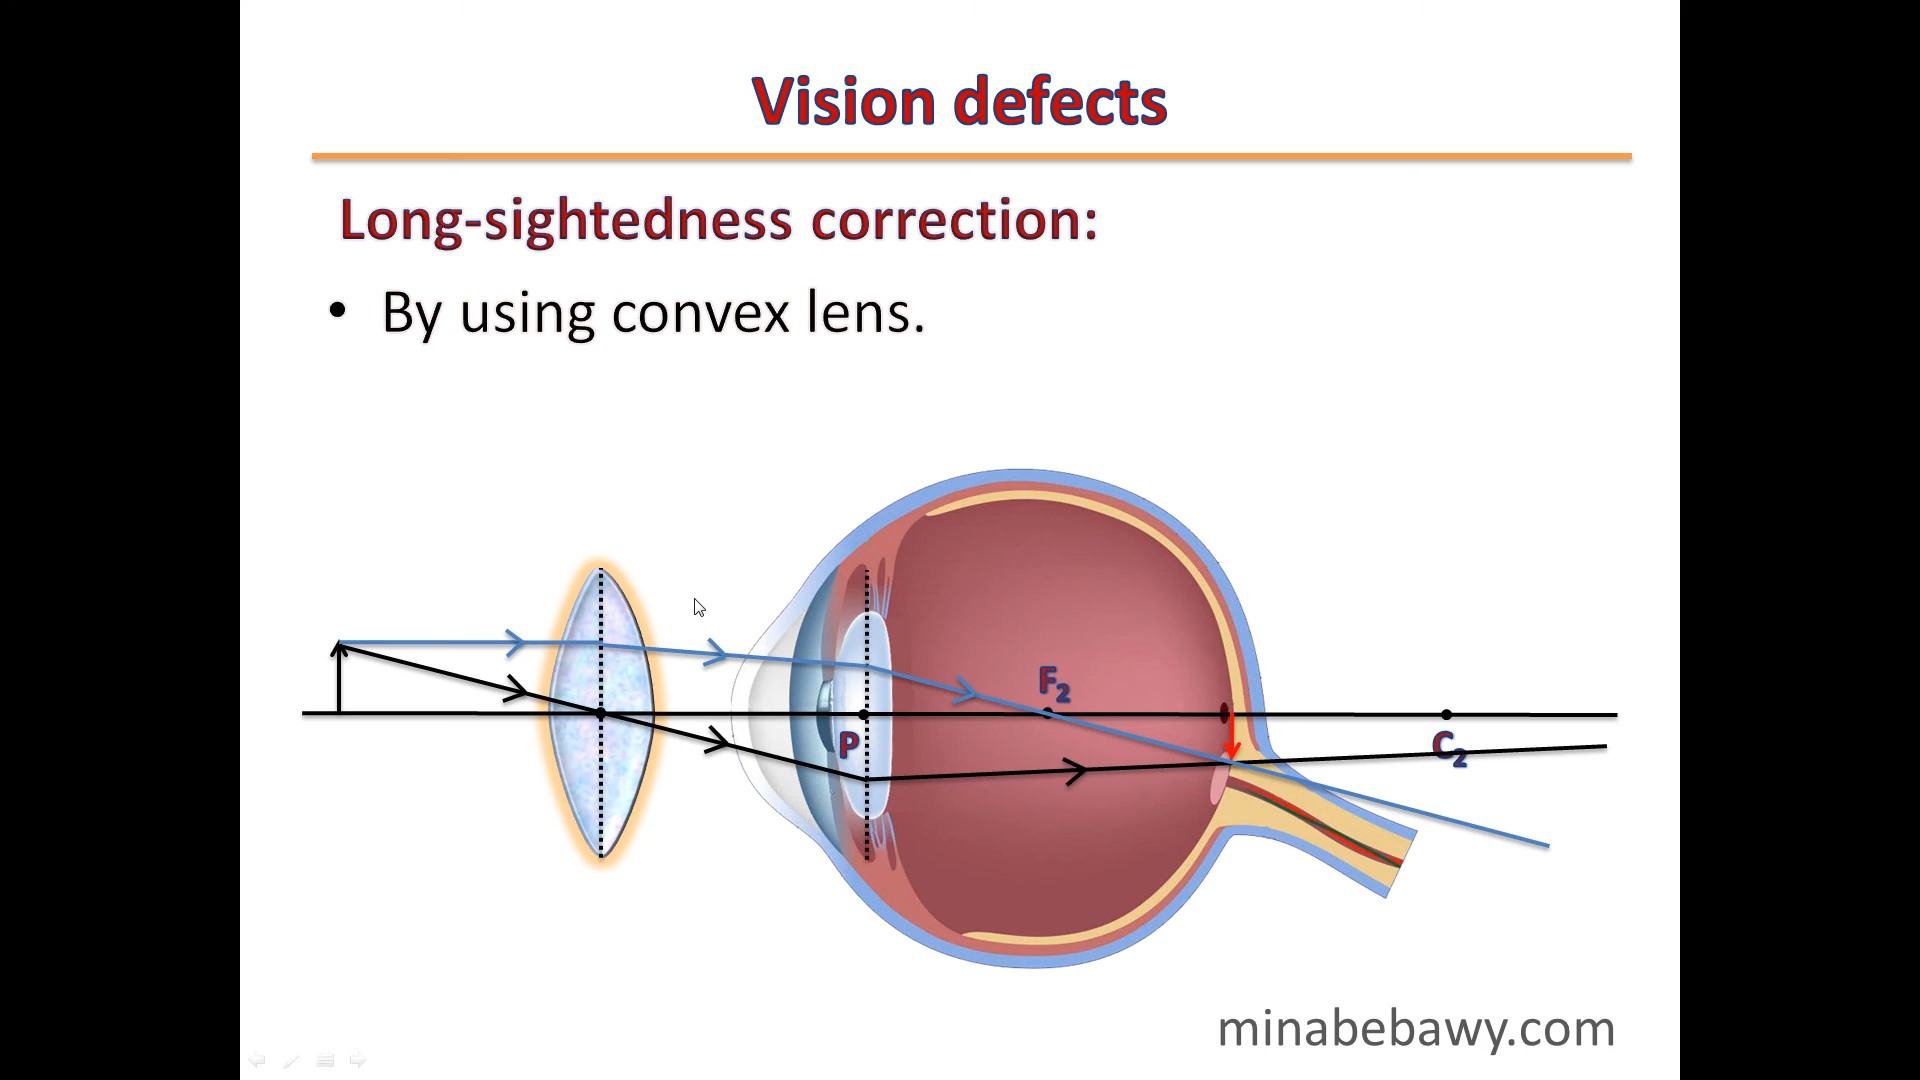 Vision defects
Long-sightedness correction:
• By using convex lens.
F₂
P
C₂
minabebawy.com